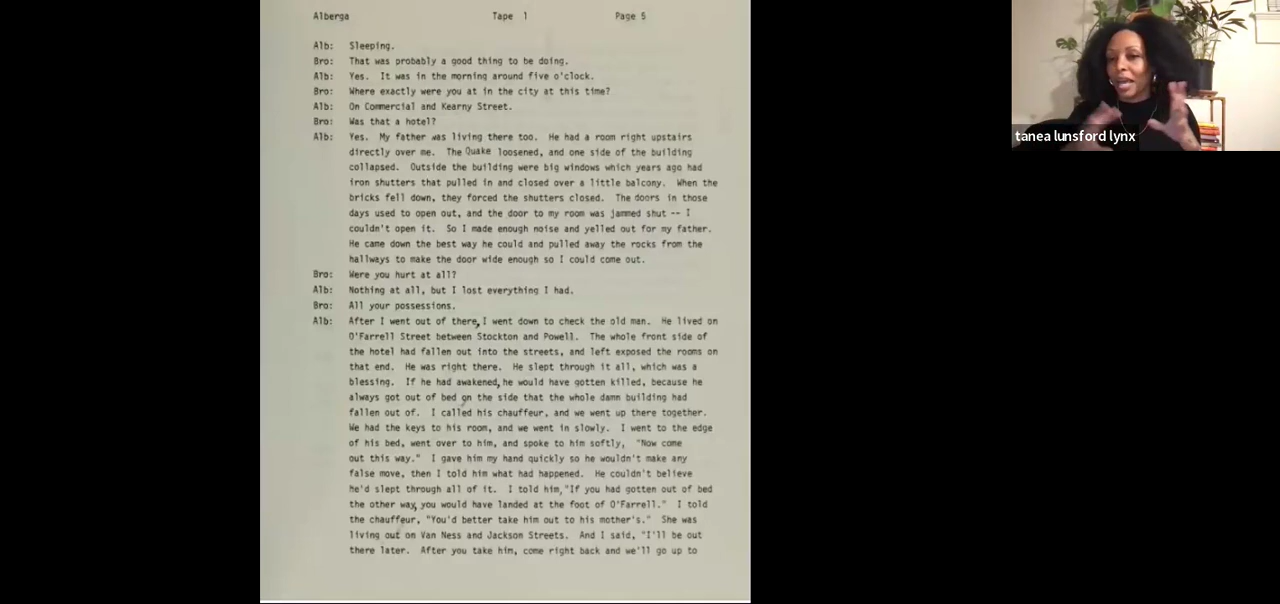 Alberga Tape 1 Page 5
Alb: Sleeping.
Bro: That was probably a good thing to be doing.
Alb: Yes. It was in the morning around five o'clock.
Bro: Where exactly were you at in the city at this time?
Alb: On Commercial and Kearny Street.
Bro: Was that a hotel?
Alb: Yes. My father was living there too. He had a room right upstairs
directly over me. The Quake loosened, and one side of the building
collapsed. Outside the building were big windows which years ago had
iron shutters that pulled in and closed over a little balcony. When the
bricks fell down, they forced the shutters closed. The doors in those
days used to open out, and the door to my room was jammed shut -- I
couldn't open it. So I made enough noise and yelled out for my father.
He came down the best way he could and pulled away the rocks from the
hallways to make the door wide enough so I could come out.
Bro: Were you hurt at all?
Alb: Nothing at all, but I lost everything I had.
Bro: All your possessions.
Alb: After I went out of there, I went down to check the old man. He lived on
O'Farrell Street between Stockton and Powell. The whole front side of
the hotel had fallen out into the streets, and left exposed the rooms on
that end. He was right there. He slept through it all, which was a
blessing. If he had awakened, he would have gotten killed, because he
always got out of bed on the side that the whole damn building had
fallen out of. I called his chauffeur, and we went up there together.
We had the keys to his room, and we went in slowly. I went to the edge
of his bed, went over to him, and spoke to him softly, "Now come
out this way." I gave him my hand quickly so he wouldn't make any
false move, then I told him what had happened. He couldn't believe
he'd slept through all of it. I told him, "If you had gotten out of bed
the other way, you would have landed at the foot of O'Farrell." I told
the chauffeur, "You'd better take him out to his mother's." She was
living out on Van Ness and Jackson Streets. And I said, "I'll be out
there later. After you take him, come right back and we'll go up to
tanea lunsford lynx